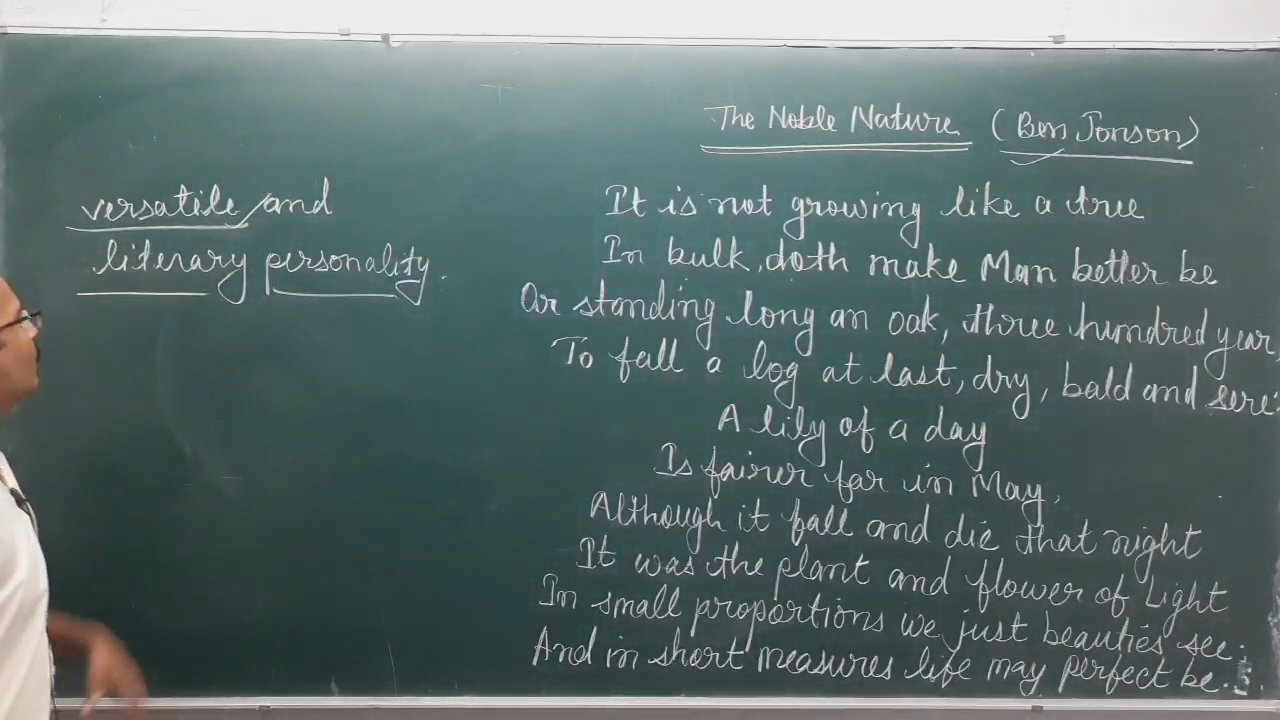 The Noble Nature (Ben Jonson)
versatile and
literary personality.
It is not growing like a tree
In bulk, doth make Man better be
Or standing long an oak, three hundred year
To fall a log at last, dry, bald and sere.
A lily of a day
Is fairer far in May,
Although it fall and die that night
It was the plant and flower of Light
In small proportions we just beauties see.
And in short measures life may perfect be.